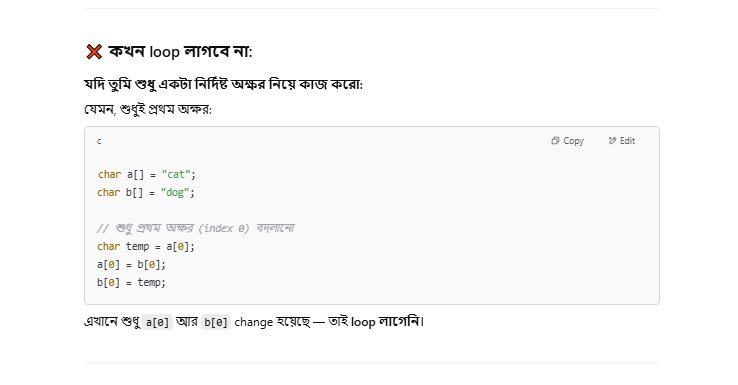 ❌ কখন loop লাগবে না:
যদি তুমি শুধু একটা নির্দিষ্ট অক্ষর নিয়ে কাজ করো:
যেমন, শুধুই প্রথম অক্ষর:
c Copy Edit
char a[] = "cat";
char b[] = "dog";
// শুধু প্রথম অক্ষর (index 0) বদলানো
char temp = a[0];
a[0] = b[0];
b[0] = temp;
এখানে শুধু a[0] আর b[0] change হয়েছে — তাই loop লাগেনি।